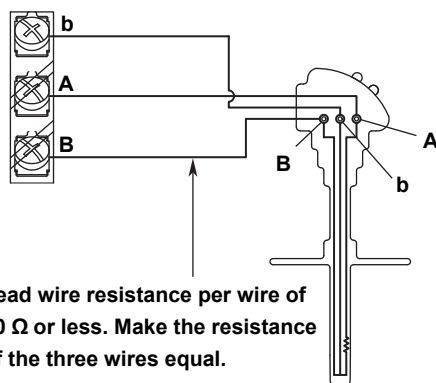 b
A
B
A
B
b
ead wire resistance per wire of
0 Ω or less. Make the resistance
f the three wires equal.